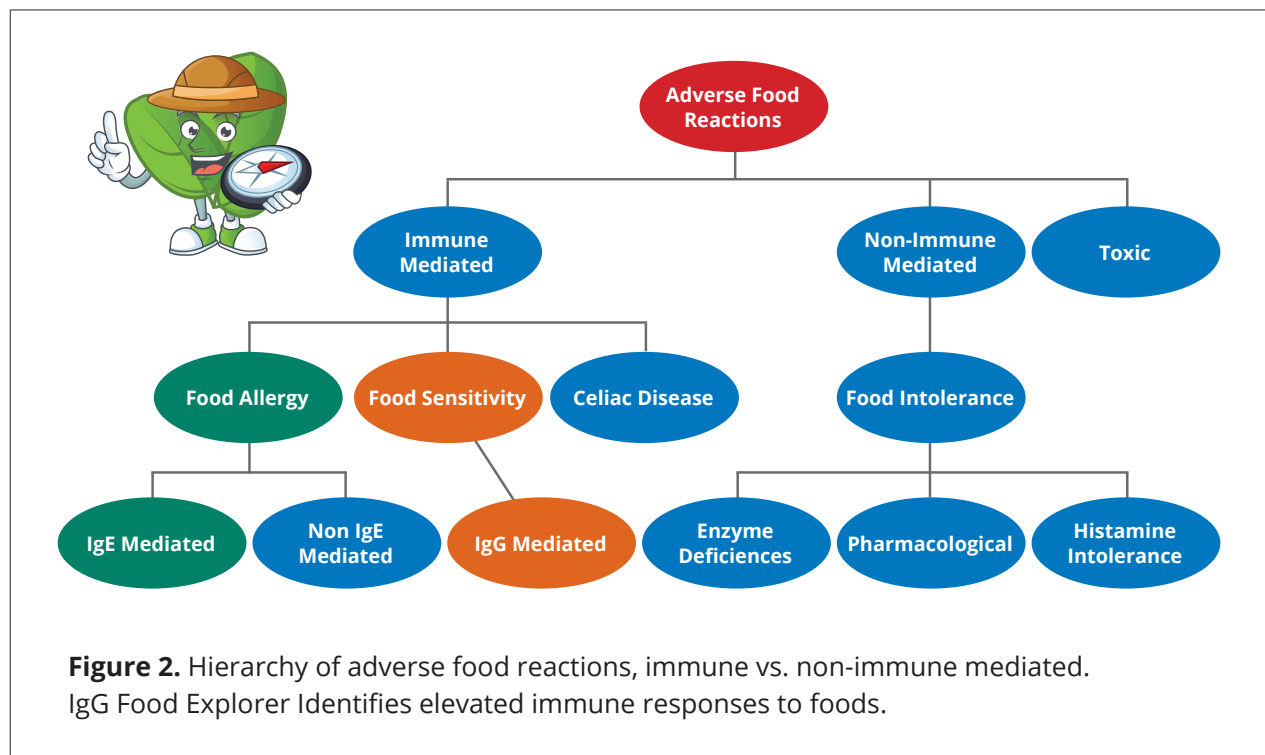 Adverse Food
Reactions
Immune
Mediated
Non-Immune
Mediated
Toxic
Food Allergy
Food Sensitivity
Celiac Disease
Food Intolerance
IgE Mediated
Non IgE
Mediated
IgG Mediated
Enzyme
Deficiences
Pharmacological
Histamine
Intolerance
Figure 2. Hierarchy of adverse food reactions, immune vs. non-immune mediated.
IgG Food Explorer Identifies elevated immune responses to foods.